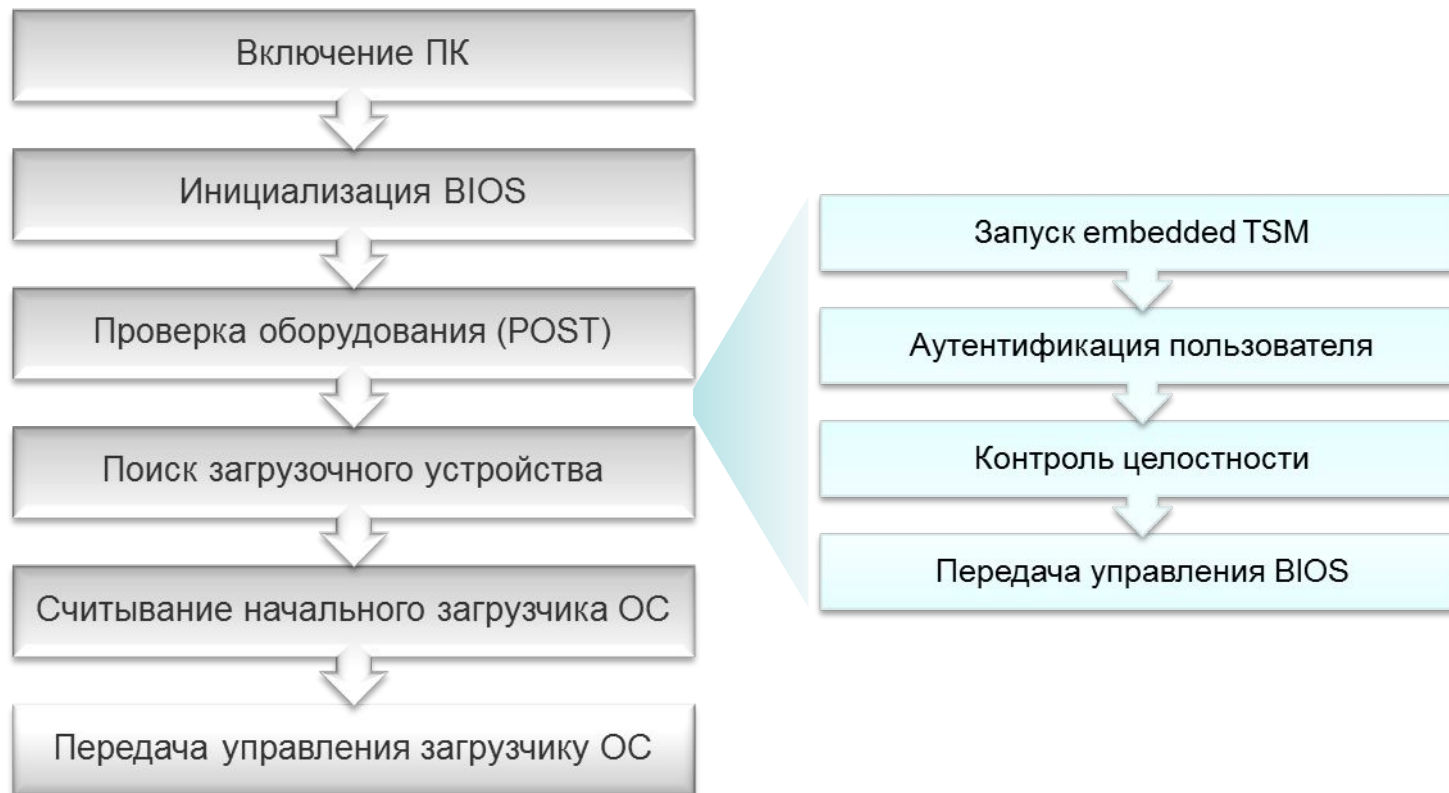 Включение ПК
Инициализация BIOS
Проверка оборудования (POST)
Поиск загрузочного устройства
Считывание начального загрузчика ОС
Передача управления загрузчику ОС
Запуск embedded TSM
Аутентификация пользователя
Контроль целостности
Передача управления BIOS